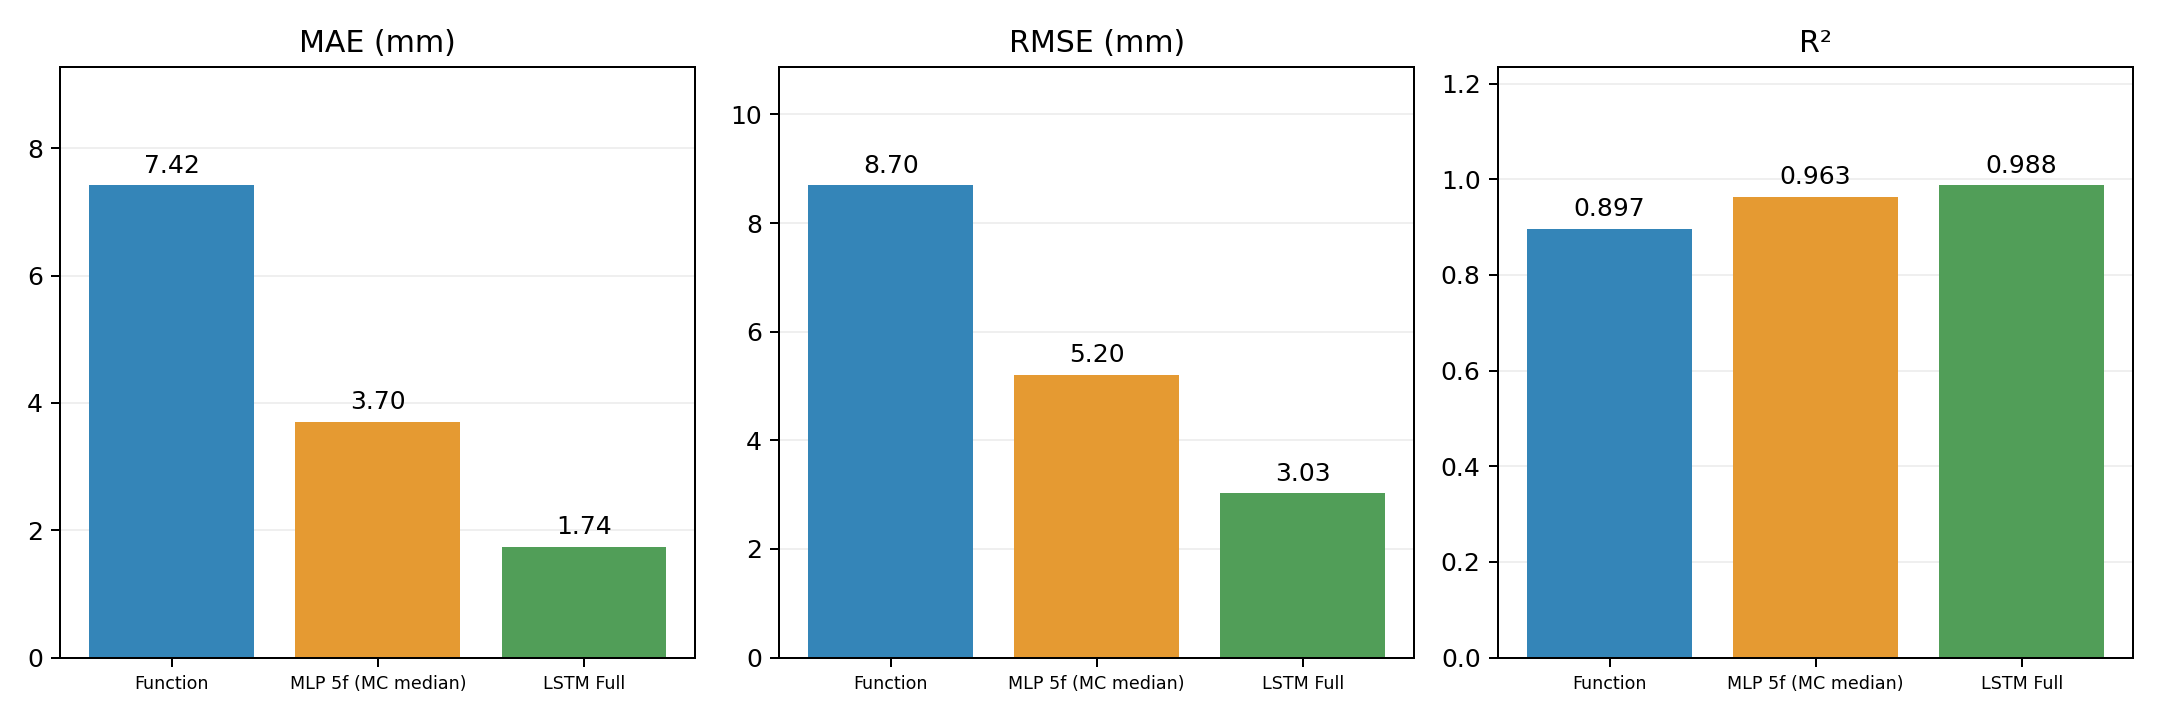 MAE (mm)
8
6
4
2
0
7.42
3.70
1.74
Function
MLP 5f (MC median)
LSTM Full
RMSE (mm)
10
8
6
4
2
0
8.70
5.20
3.03
Function
MLP 5f (MC median)
LSTM Full
R²
1.2
1.0
0.8
0.6
0.4
0.2
0.0
0.897
0.963
0.988
Function
MLP 5f (MC median)
LSTM Full